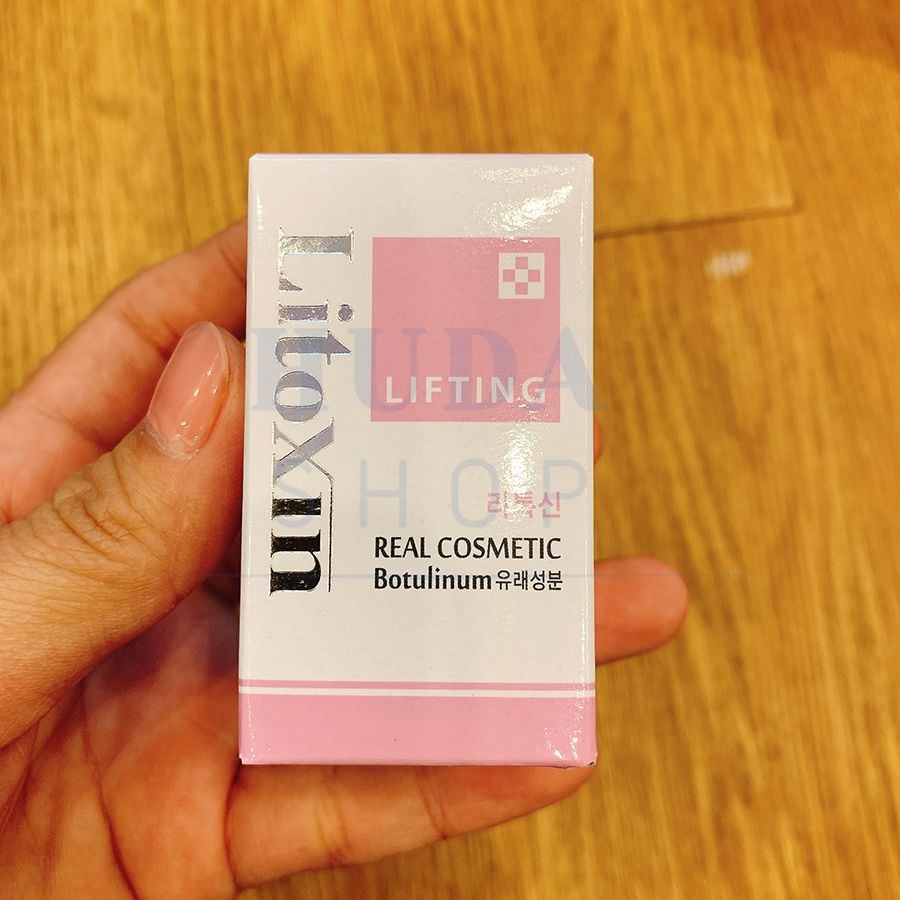 Litoxin
LIFTING
리톡신
REAL COSMETIC
Botulinum 유래성분
HUDA
SHOP